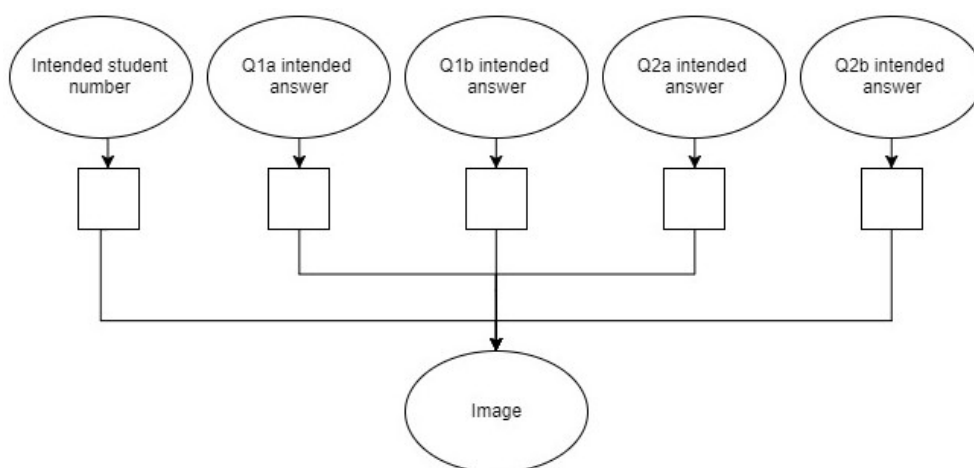 Intended student
number
Q1a intended
answer
Q1b intended
answer
Q2a intended
answer
Q2b intended
answer
Image